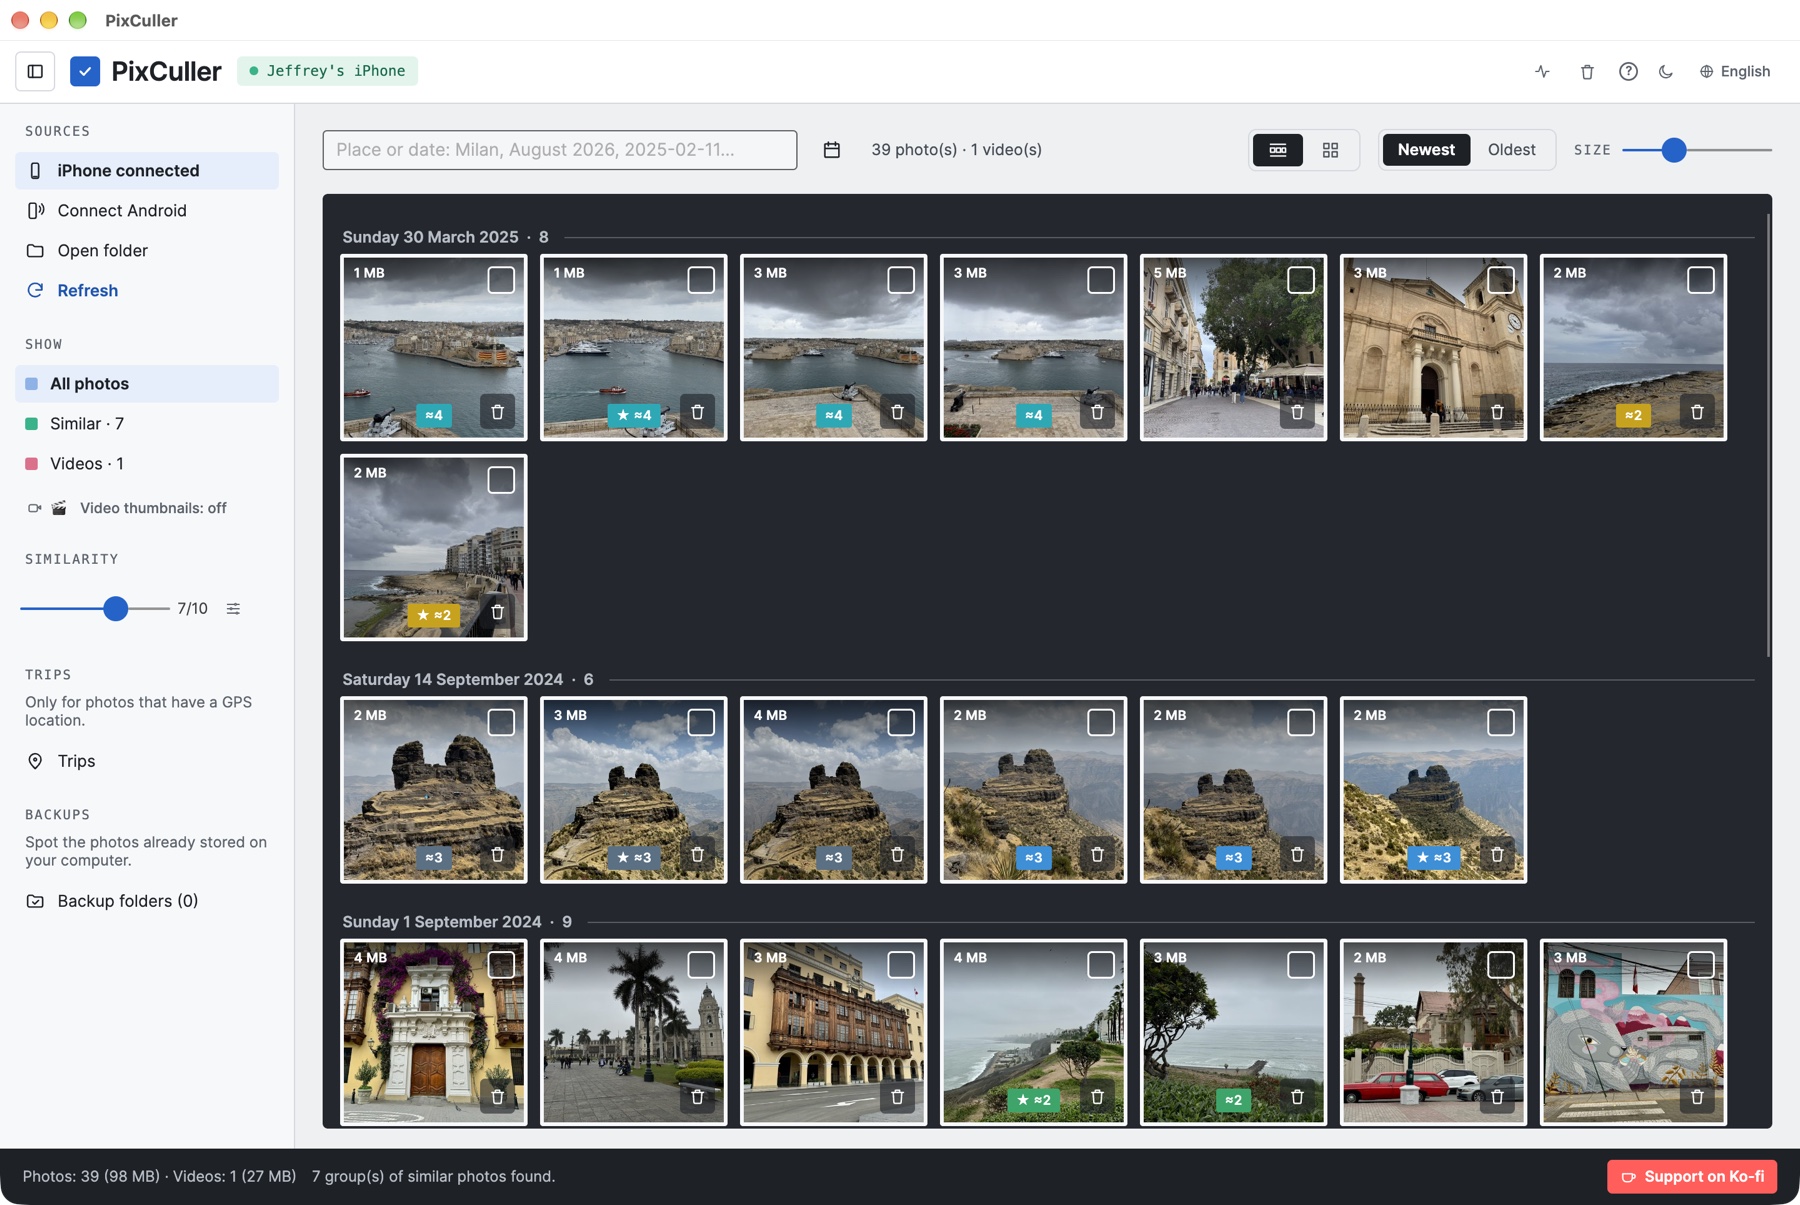 PixCuller
PixCuller
Jeffrey's iPhone
English
SOURCES
iPhone connected
Connect Android
Open folder
Refresh
SHOW
All photos
Similar · 7
Videos · 1
Video thumbnails: off
SIMILARITY
7/10
TRIPS
Only for photos that have a GPS
location.
Trips
BACKUPS
Spot the photos already stored on
your computer.
Backup folders (0)
Place or date: Milan, August 2026, 2025-02-11...
39 photo(s) · 1 video(s)
Newest
Oldest
SIZE
Sunday 30 March 2025 · 8
1 MB
1 MB
3 MB
3 MB
5 MB
3 MB
2 MB
≈4
★ ≈4
≈4
≈4
≈2
2 MB
★ ≈2
Saturday 14 September 2024 · 6
2 MB
3 MB
4 MB
2 MB
2 MB
2 MB
≈3
★ ≈3
≈3
≈3
≈3
★ ≈3
Sunday 1 September 2024 · 9
4 MB
4 MB
3 MB
4 MB
3 MB
2 MB
3 MB
★ ≈2
≈2
Photos: 39 (98 MB) · Videos: 1 (27 MB)
7 group(s) of similar photos found.
Support on Ko-fi